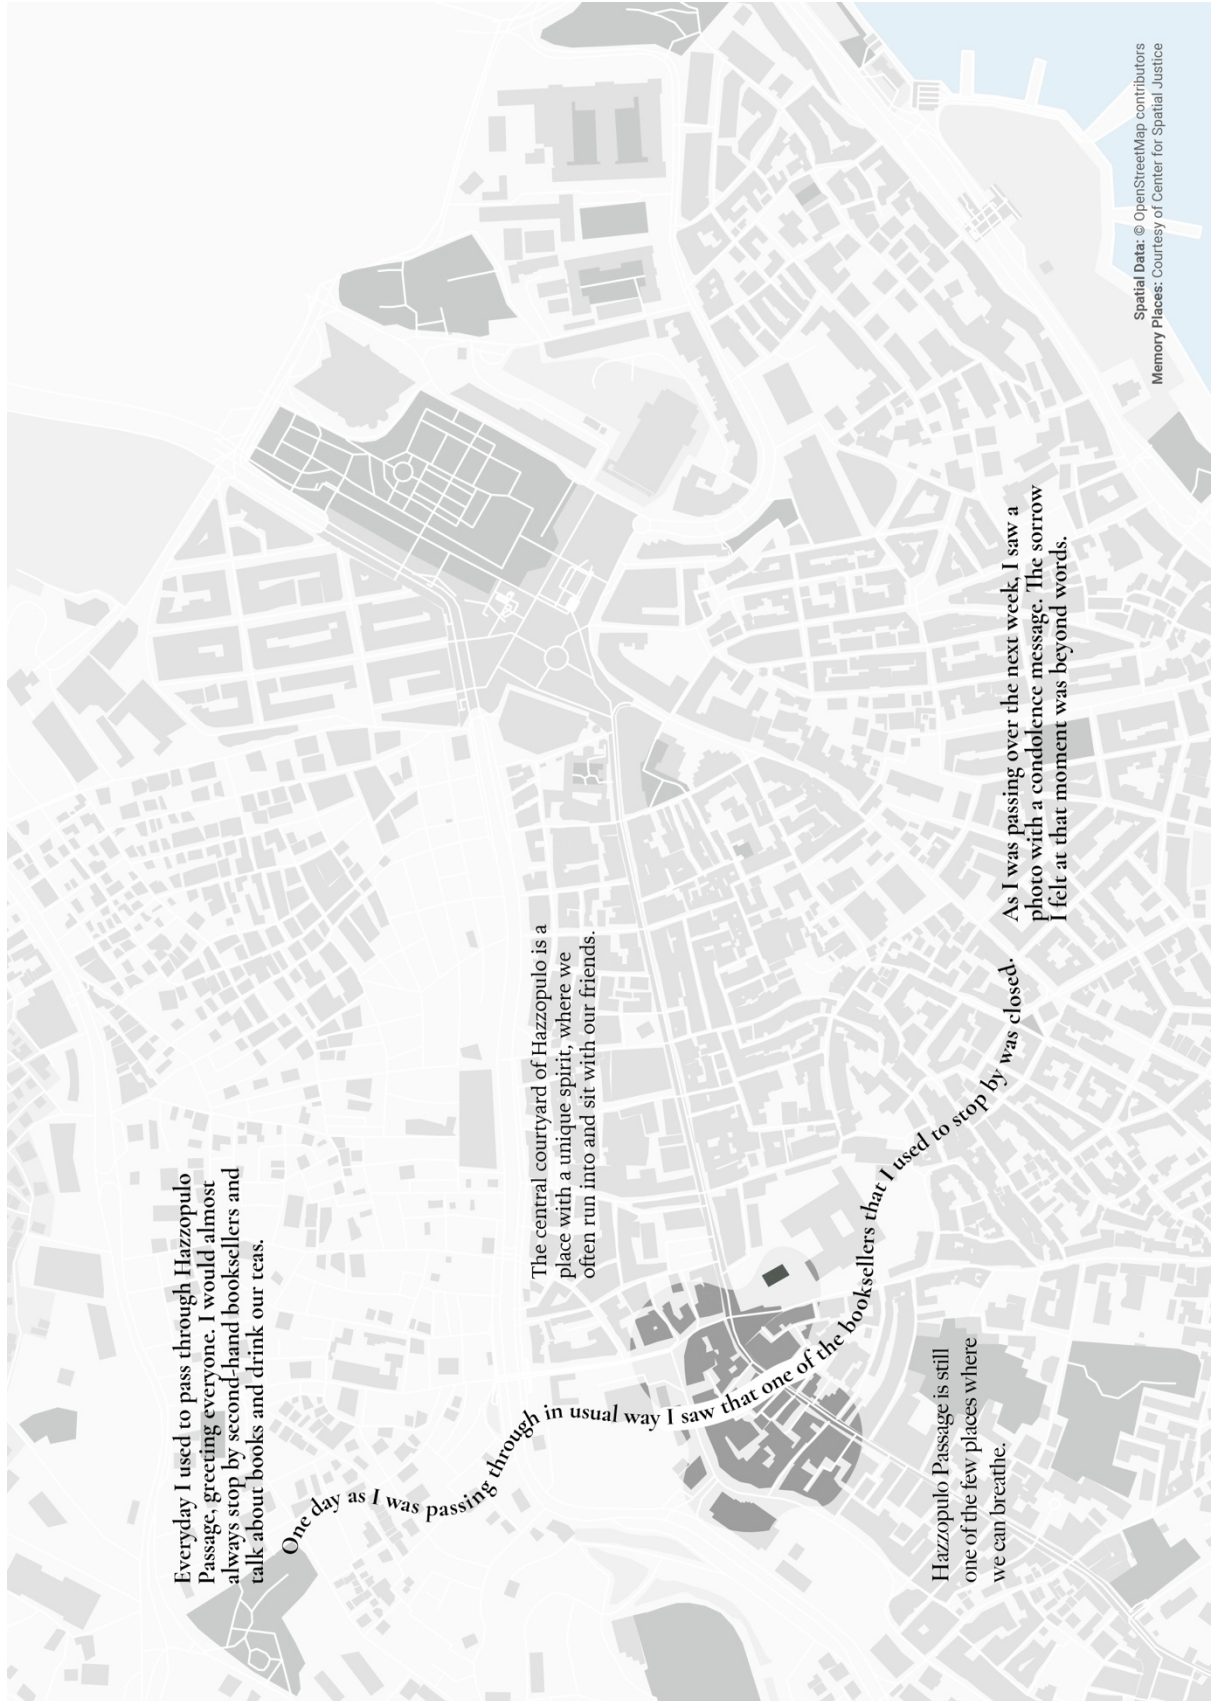 Everyday I used to pass through Hazzopulo
Passage, greeting everyone. I would almost
always stop by second-hand booksellers and
talk about books and drink our teas.
One day as I was passing through in usual way I saw that one of the booksellers that I used to stop by was closed.
As I was passing over the next week, I saw a
photo with a condolence message. The sorrow
I felt at that moment was beyond words.
The central courtyard of Hazzopulo is a
place with a unique spirit, where we
often run into and sit with our friends.
Hazzopulo Passage is still
one of the few places where
we can breathe.
Spatial Data: © OpenStreetMap contributors
Memory Places: Courtesy of Center for Spatial Justice